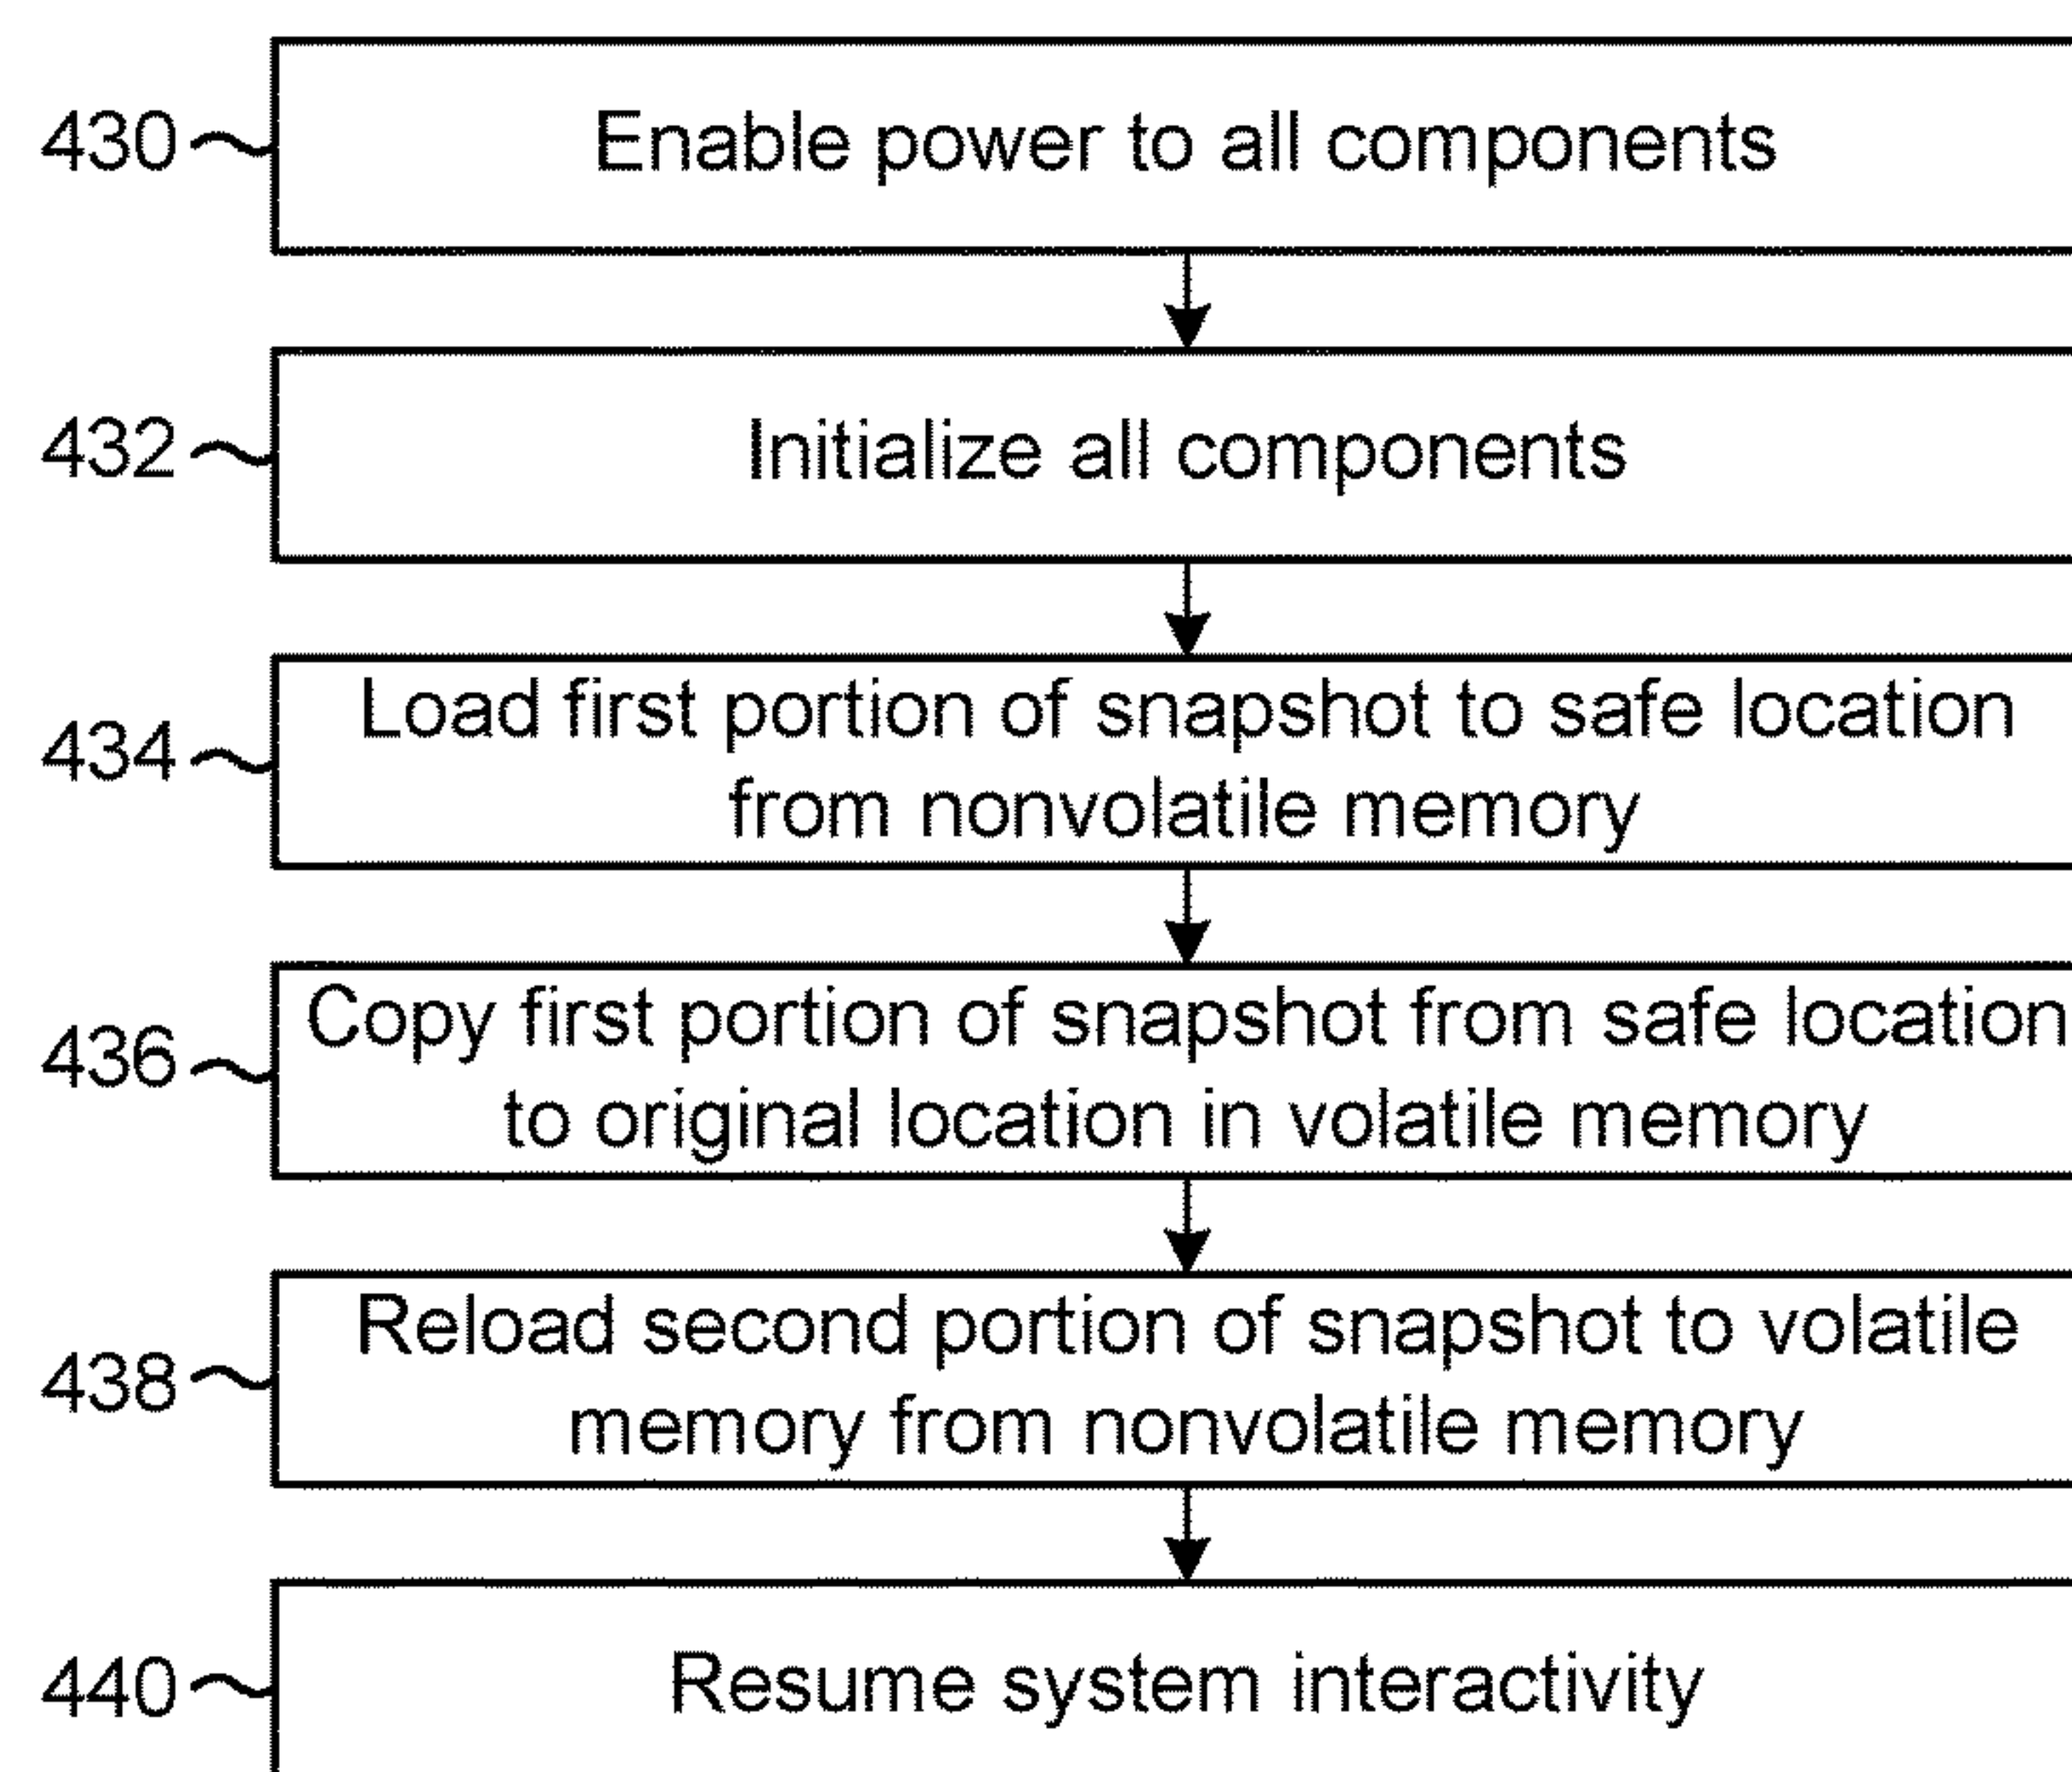 430 Enable power to all components
432 Initialize all components
434 Load first portion of snapshot to safe location
from nonvolatile memory
436 Copy first portion of snapshot from safe location
to original location in volatile memory
438 Reload second portion of snapshot to volatile
memory from nonvolatile memory
440 Resume system interactivity